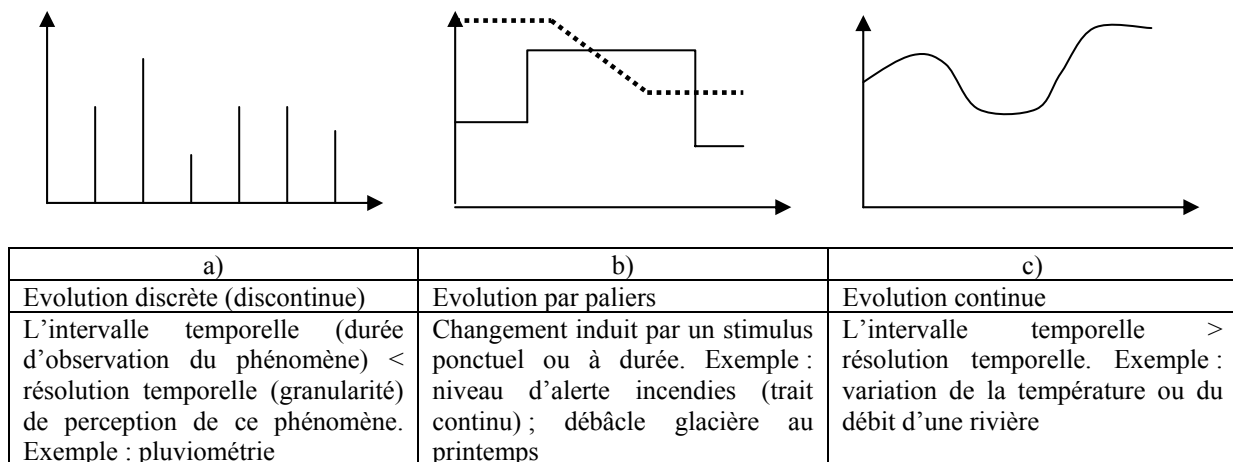 a)
Evolution discrète (discontinue)
L'intervalle temporelle (durée
d'observation du phénomène) <
résolution temporelle (granularité)
de perception de ce phénomène.
Exemple : pluviométrie
b)
Evolution par paliers
Changement induit par un stimulus
ponctuel ou à durée. Exemple :
niveau d'alerte incendies (trait
continu) ; débâcle glacière au
printemps
c)
Evolution continue
L'intervalle temporelle >
résolution temporelle. Exemple :
variation de la température ou du
débit d'une rivière